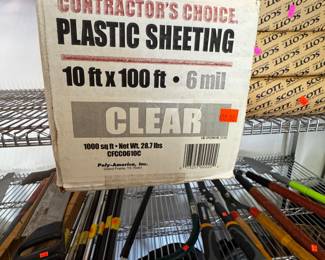 CONTRACTOR'S CHOICE.
PLASTIC SHEETING
10 ft x 100 ft • 6 mil
CLEAR
1000 sq ft • Net Wt. 28.7 lbs
CFCC0610C
Poly-America, Inc.
SCOTT
SCOTT
SCOTT